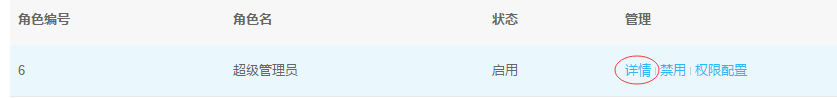 角色编号 角色名 状态 管理
6 超级管理员 启用 详情 | 禁用 | 权限配置